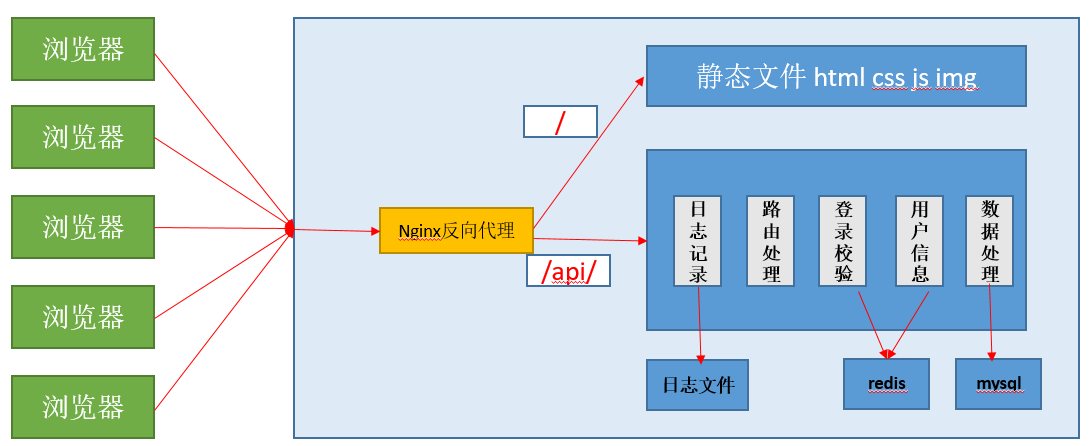 浏览器
浏览器
浏览器
浏览器
浏览器
静态文件 html css js img
/
Nginx反向代理
/api/
日志记录
路由处理
登录校验
用户信息
数据处理
日志文件
redis
mysql